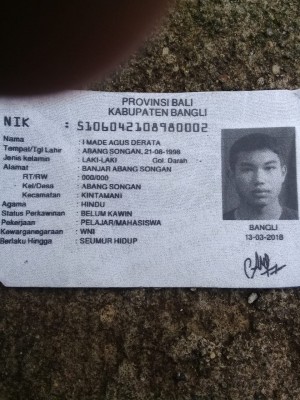 PROVINSI BALI
KABUPATEN BANGLI
NIK : 5106042108980002
Nama : I MADE AGUS DERATA
Tempat/Tgl Lahir : ABANG SONGAN, 21-08-1998
Jenis kelamin : LAKI-LAKI Gol. Darah
Alamat : BANJAR ABANG SONGAN
RT/RW : 000/000
Kel/Desa : ABANG SONGAN
Kecamatan : KINTAMANI
Agama : HINDU
Status Perkawinan : BELUM KAWIN
Pekerjaan : PELAJAR/MAHASISWA
Kewarganegaraan : WNI
Berlaku Hingga : SEUMUR HIDUP
BANGLI
13-03-2018